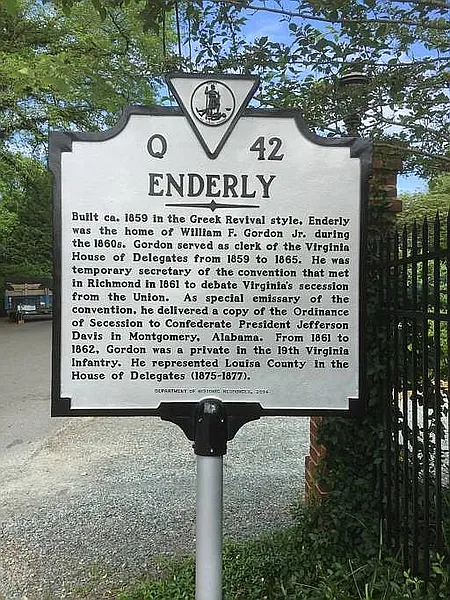 Q 42
ENDERLY
Built ca. 1859 in the Greek Revival style, Enderly
was the home of William F. Gordon Jr. during
the 1860s. Gordon served as clerk of the Virginia
House of Delegates from 1859 to 1865. He was
temporary secretary of the convention that met
in Richmond in 1861 to debate Virginia's secession
from the Union. As special emissary of the
convention, he delivered a copy of the Ordinance
of Secession to Confederate President Jefferson
Davis in Montgomery, Alabama. From 1861 to
1862, Gordon was a private in the 19th Virginia
Infantry. He represented Louisa County in the
House of Delegates (1875-1877).
DEPARTMENT OF HISTORIC RESOURCES, 2004